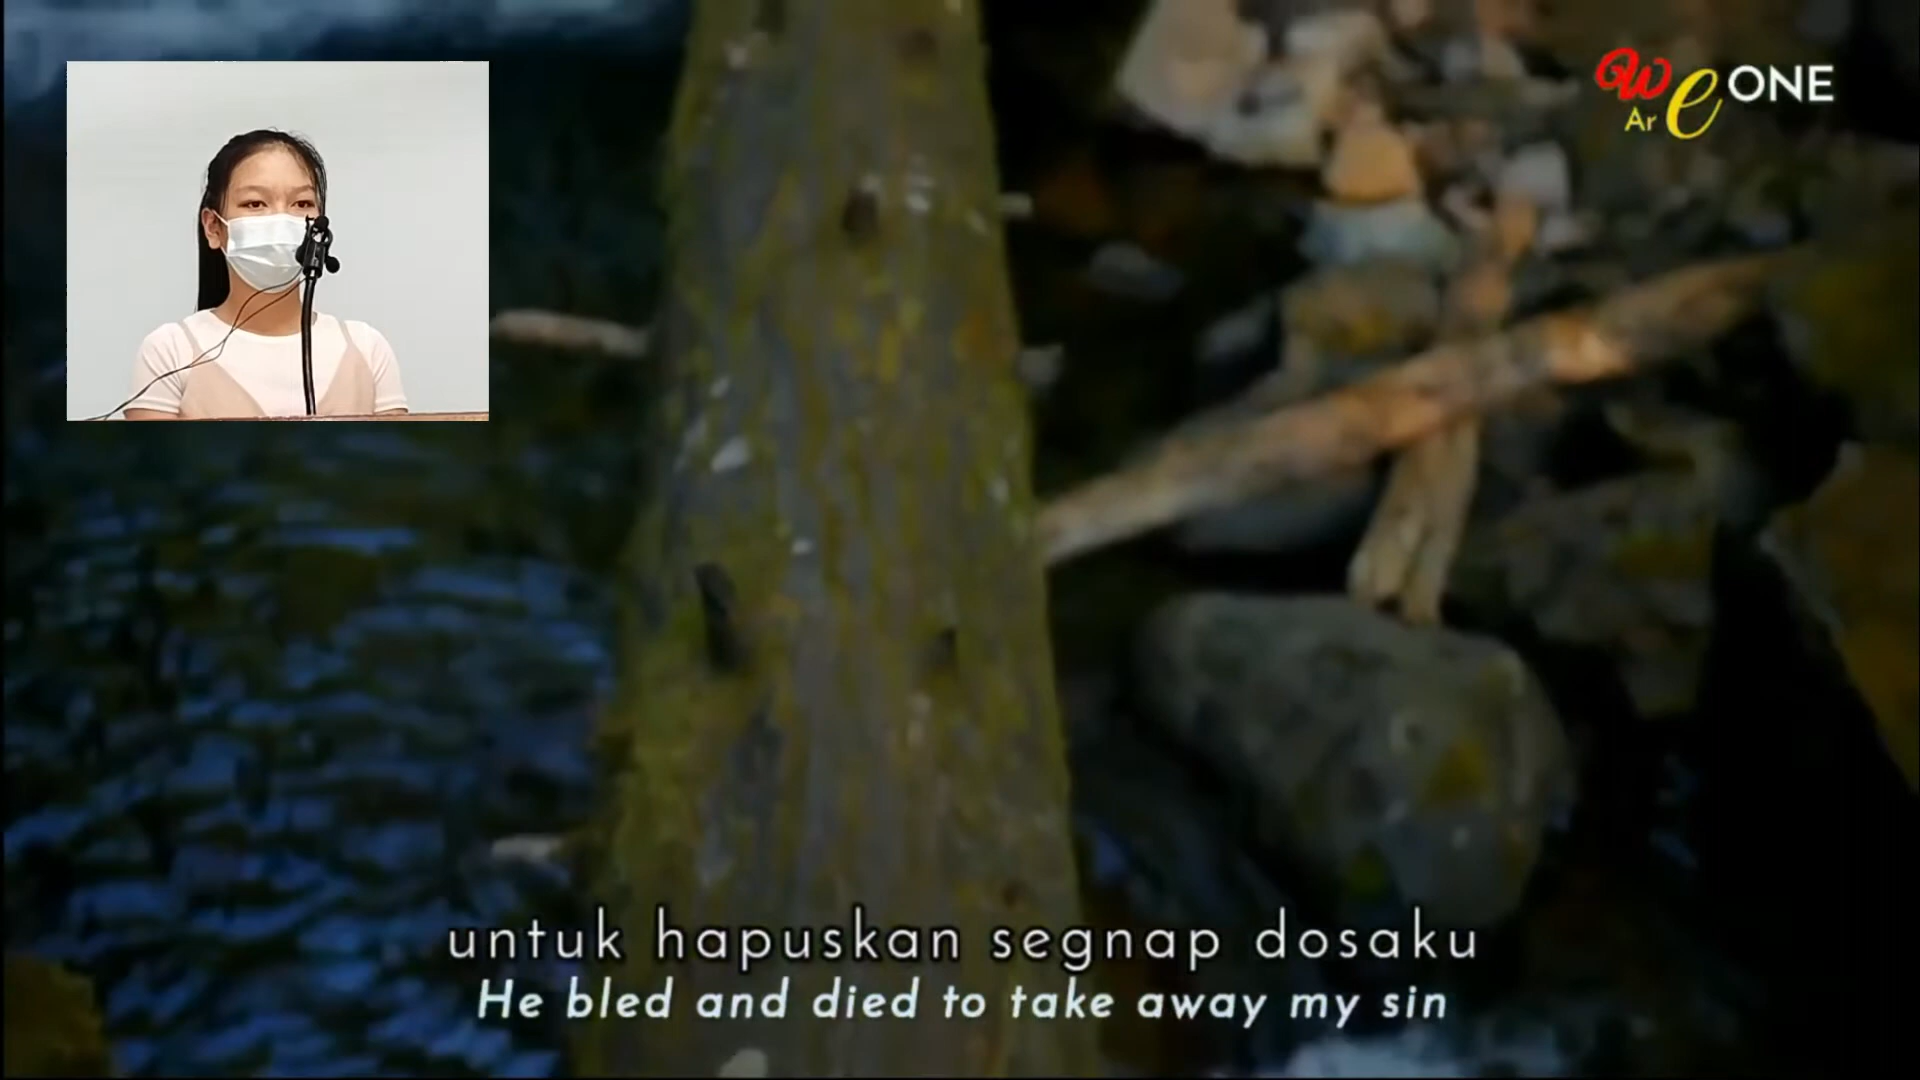 We Are ONE
untuk hapuskan segnap dosaku
He bled and died to take away my sin